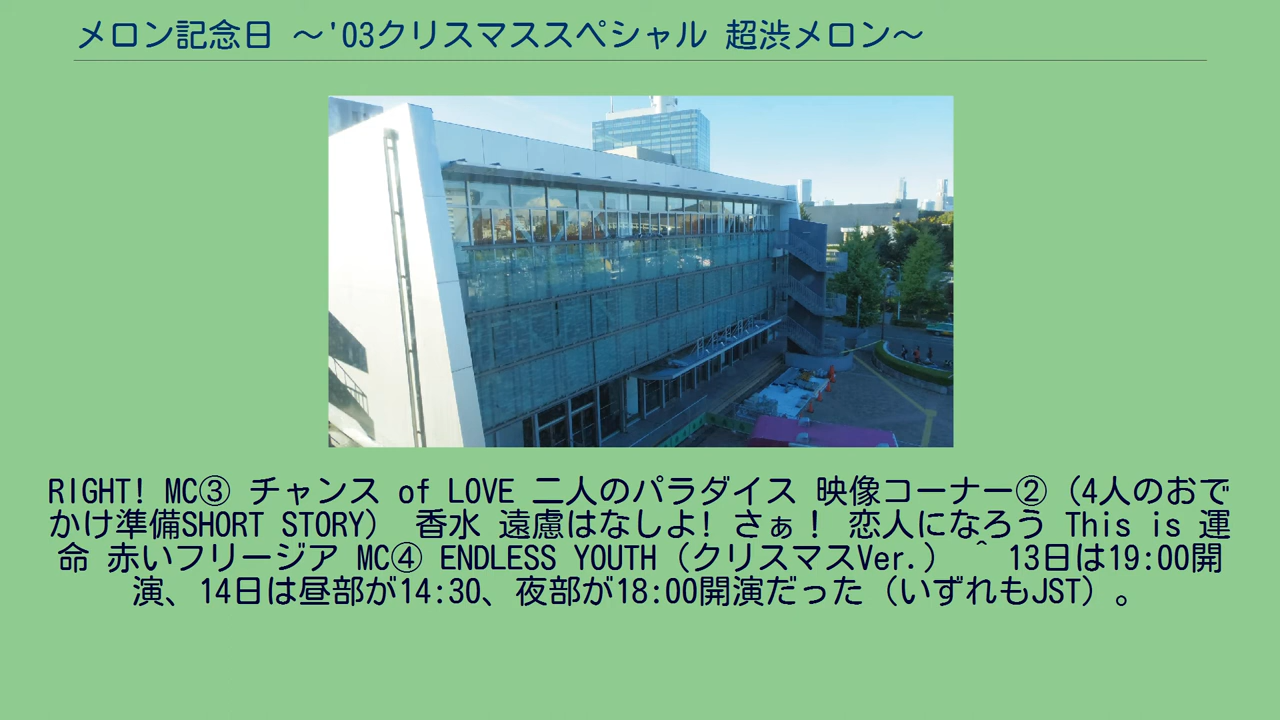 メロン記念日 〜'03クリスマススペシャル 超渋メロン〜
RIGHT! MC③ チャンス of LOVE 二人のパラダイス 映像コーナー②（4人のおで
かけ準備SHORT STORY） 香水 遠慮はなしよ! さぁ！ 恋人になろう This is 運
命 赤いフリージア MC④ ENDLESS YOUTH（クリスマスVer.） ^ 13日は19:00開
演、14日は昼部が14:30、夜部が18:00開演だった（いずれもJST）。